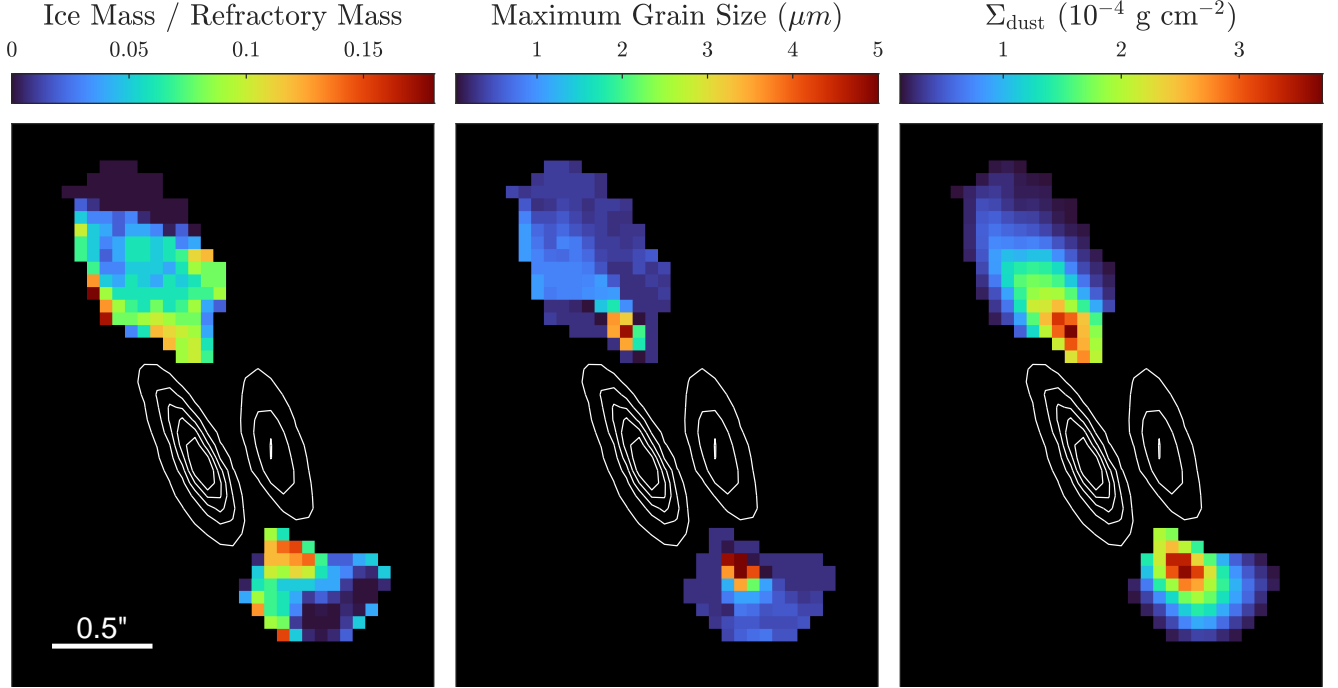 Ice Mass / Refractory Mass
0 0.05 0.1 0.15
Maximum Grain Size (μm)
1 2 3 4 5
Σdust (10⁻⁴ g cm⁻²)
1 2 3
0.5"